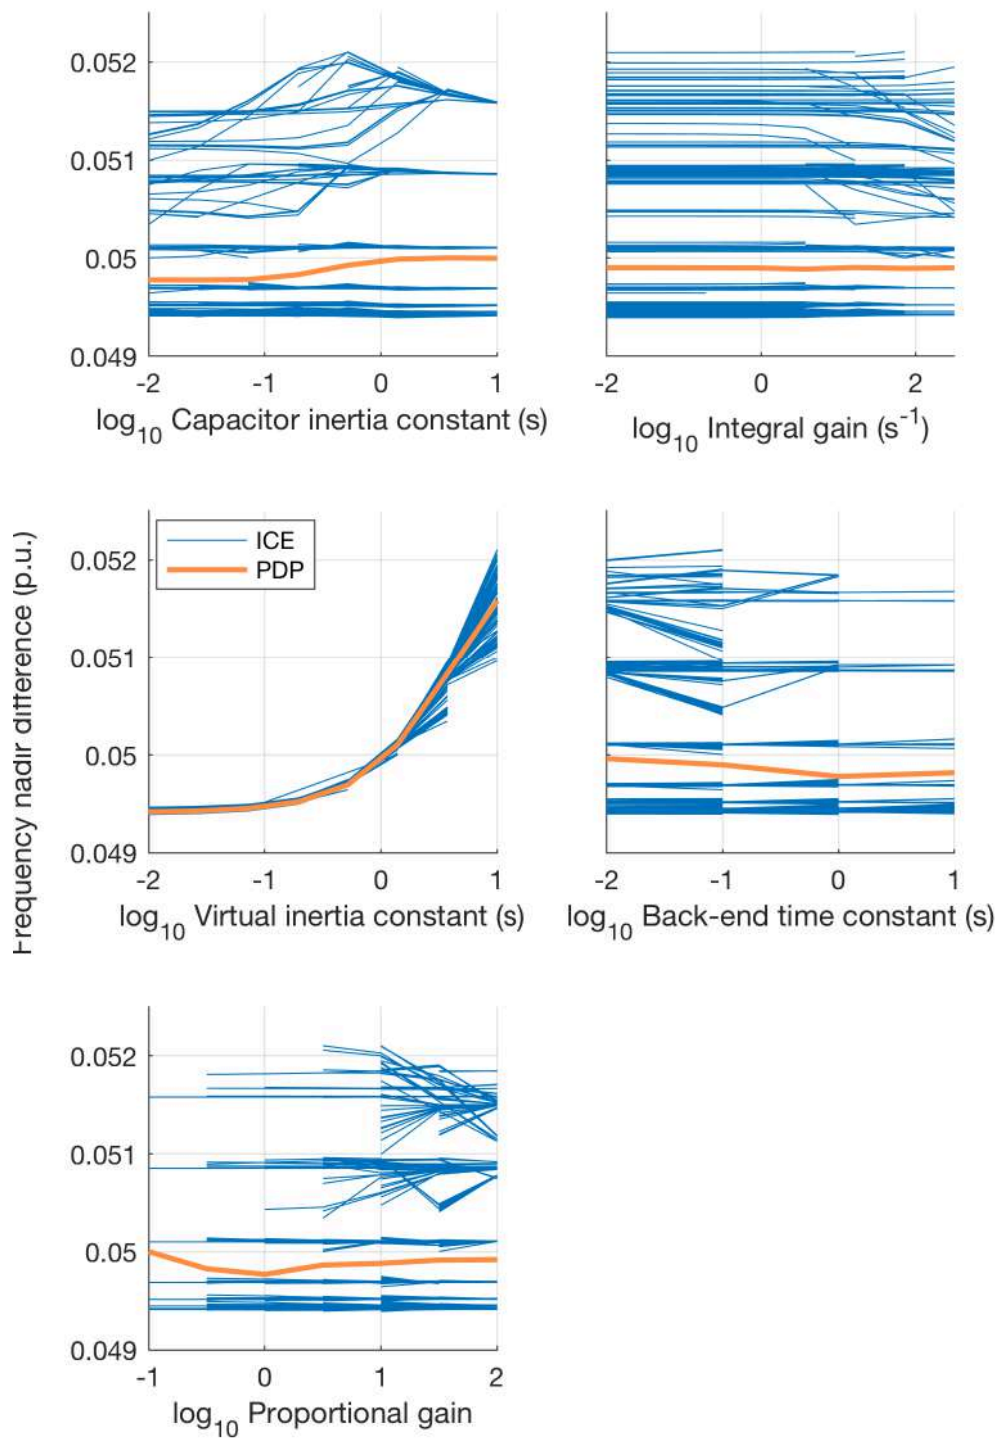 0.052
0.051
0.05
0.049
-2 -1 0 1
log10 Capacitor inertia constant (s)
-2 0 2
log10 Integral gain (s-1)
Frequency nadir difference (p.u.)
ICE
PDP
0.052
0.051
0.05
0.049
-2 -1 0 1
log10 Virtual inertia constant (s)
-2 -1 0 1
log10 Back-end time constant (s)
0.052
0.051
0.05
0.049
-1 0 1 2
log10 Proportional gain